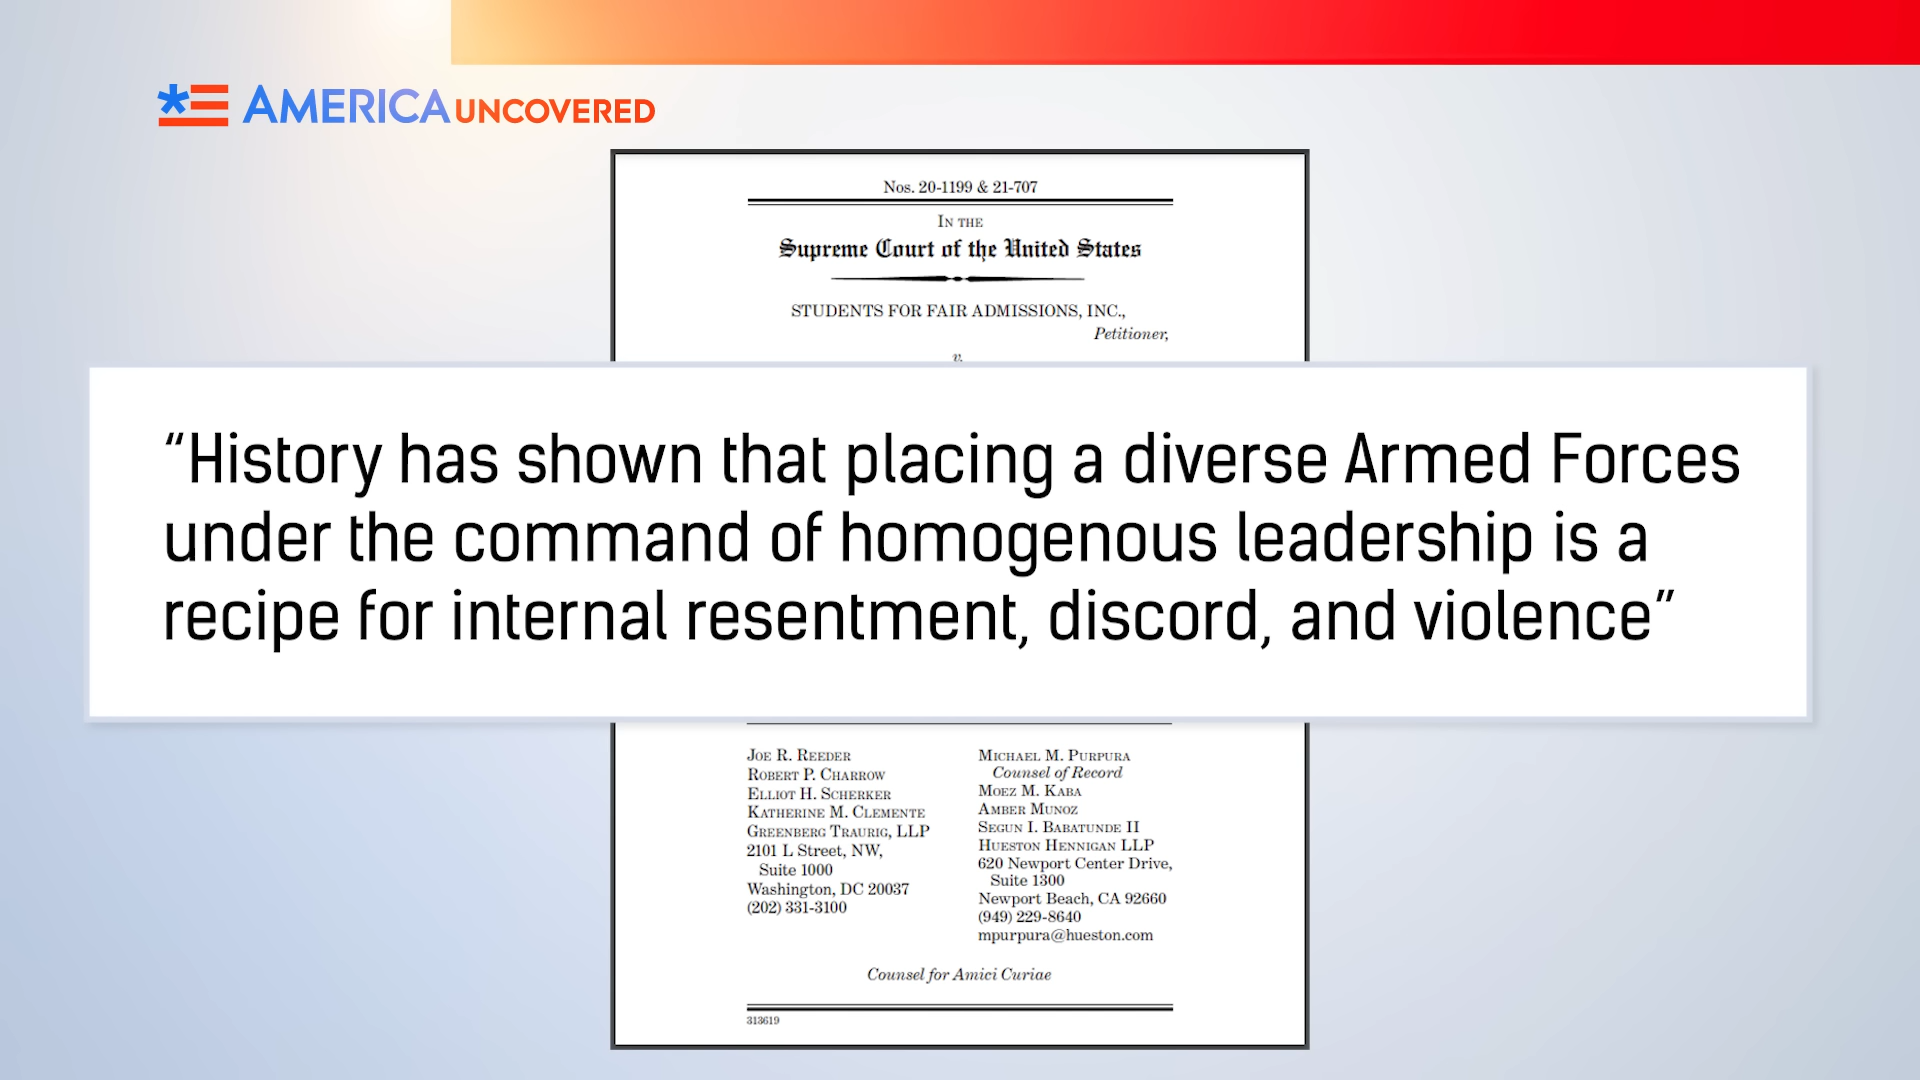 AMERICA UNCOVERED
Nos. 20-1199 & 21-707
IN THE
Supreme Court of the United States
STUDENTS FOR FAIR ADMISSIONS, INC.,
Petitioner,
v.
“History has shown that placing a diverse Armed Forces
under the command of homogenous leadership is a
recipe for internal resentment, discord, and violence”
JOE R. REEDER
ROBERT P. CHARROW
ELLIOT H. SCHERKER
KATHERINE M. CLEMENTE
GREENBERG TRAURIG, LLP
2101 L Street, NW,
Suite 1000
Washington, DC 20037
(202) 331-3100
MICHAEL M. PURPURA
Counsel of Record
MOEZ M. KABA
AMBER MUNOZ
SEGUN I. BABATUNDE II
HUESTON HENNIGAN LLP
620 Newport Center Drive,
Suite 1300
Newport Beach, CA 92660
(949) 229-8640
mpurpura@hueston.com
Counsel for Amici Curiae
313619